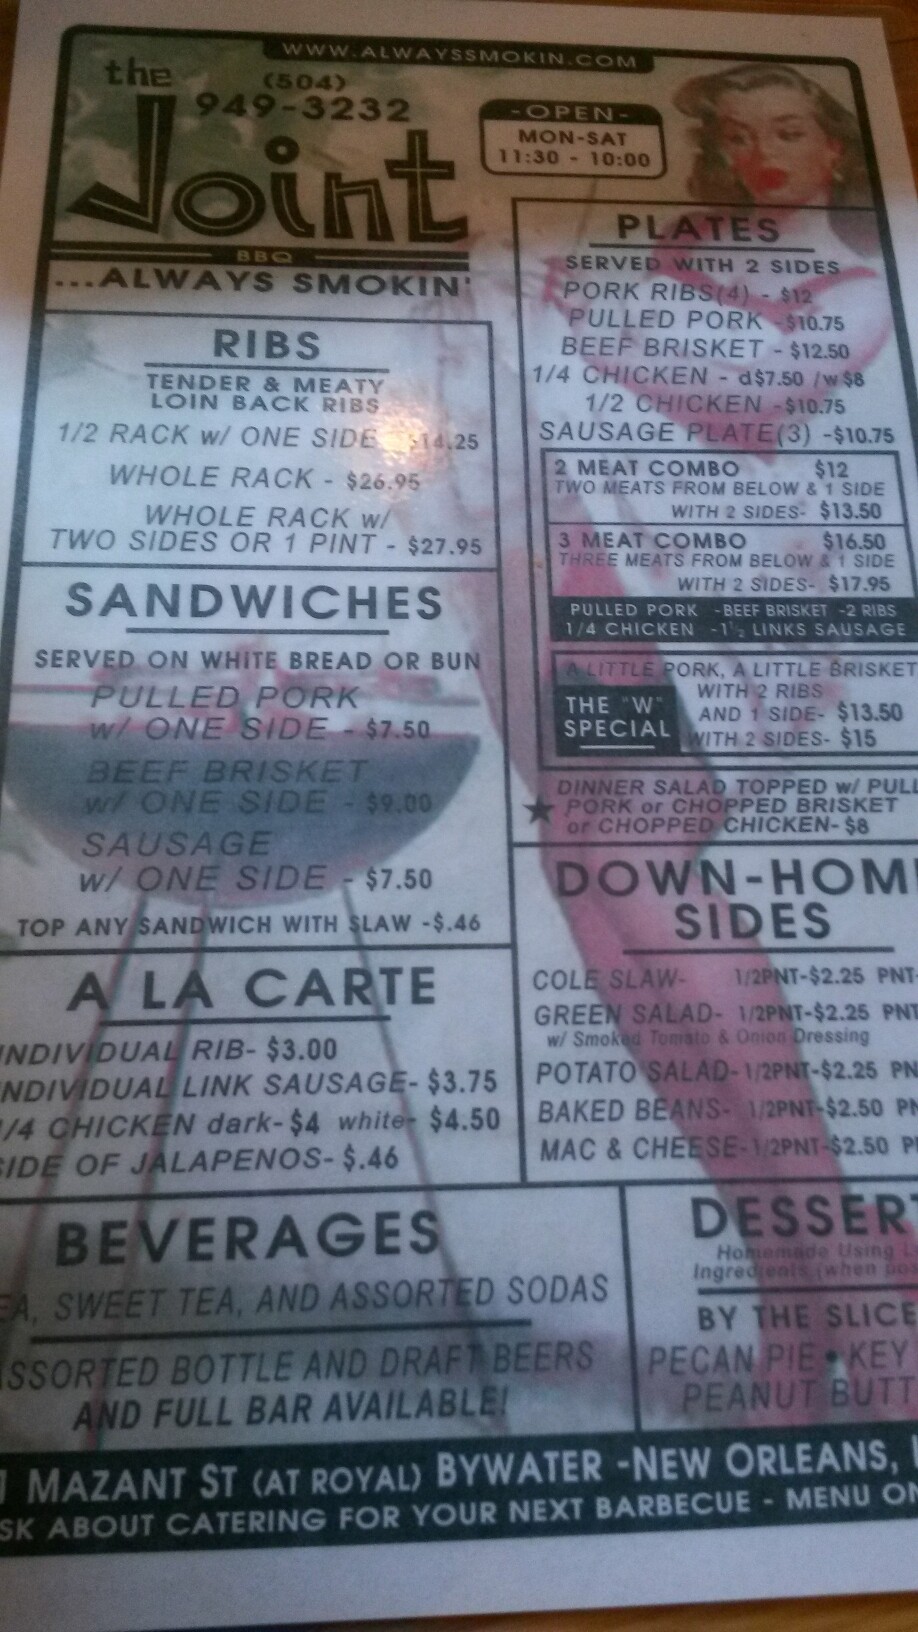 WWW.ALWAYSSMOKIN.COM
the
(504)
949-3232
Joint
BBQ
...ALWAYS SMOKIN'
-OPEN-
MON-SAT
11:30 - 10:00
RIBS
TENDER & MEATY
LOIN BACK RIBS
1/2 RACK w/ ONE SIDE $14.25
WHOLE RACK - $26.95
WHOLE RACK w/
TWO SIDES OR 1 PINT - $27.95
SANDWICHES
SERVED ON WHITE BREAD OR BUN
PULLED PORK
w/ ONE SIDE - $7.50
BEEF BRISKET
w/ ONE SIDE - $9.00
SAUSAGE
w/ ONE SIDE - $7.50
TOP ANY SANDWICH WITH SLAW -$.46
A LA CARTE
INDIVIDUAL RIB- $3.00
INDIVIDUAL LINK SAUSAGE- $3.75
1/4 CHICKEN dark- $4 white- $4.50
SIDE OF JALAPENOS- $.46
PLATES
SERVED WITH 2 SIDES
PORK RIBS(4) - $12
PULLED PORK -$10.75
BEEF BRISKET - $12.50
1/4 CHICKEN - d$7.50 /w$8
1/2 CHICKEN -$10.75
SAUSAGE PLATE(3) -$10.75
2 MEAT COMBO $12
TWO MEATS FROM BELOW & 1 SIDE
WITH 2 SIDES- $13.50
3 MEAT COMBO $16.50
THREE MEATS FROM BELOW & 1 SIDE
WITH 2 SIDES- $17.95
PULLED PORK -BEEF BRISKET -2 RIBS
1/4 CHICKEN -1½ LINKS SAUSAGE
A LITTLE PORK, A LITTLE BRISKET
THE "W" SPECIAL
WITH 2 RIBS
AND 1 SIDE- $13.50
WITH 2 SIDES- $15
DINNER SALAD TOPPED w/ PULL
★ PORK or CHOPPED BRISKET
or CHOPPED CHICKEN- $8
DOWN-HOM
SIDES
COLE SLAW- 1/2PNT-$2.25 PNT-
GREEN SALAD- 1/2PNT-$2.25 PNT
w/ Smoked Tomato & Onion Dressing
POTATO SALAD-1/2PNT-$2.25 PN
BAKED BEANS- 1/2PNT-$2.50 PN
MAC & CHEESE-1/2PNT-$2.50 P
BEVERAGES
EA, SWEET TEA, AND ASSORTED SODAS
ASSORTED BOTTLE AND DRAFT BEERS
AND FULL BAR AVAILABLE!
DESSERT
Homemade Using L
Ingredients (when pos
BY THE SLICE
PECAN PIE • KEY
PEANUT BUTT
1 MAZANT ST (AT ROYAL) BYWATER -NEW ORLEANS,
SK ABOUT CATERING FOR YOUR NEXT BARBECUE - MENU ON